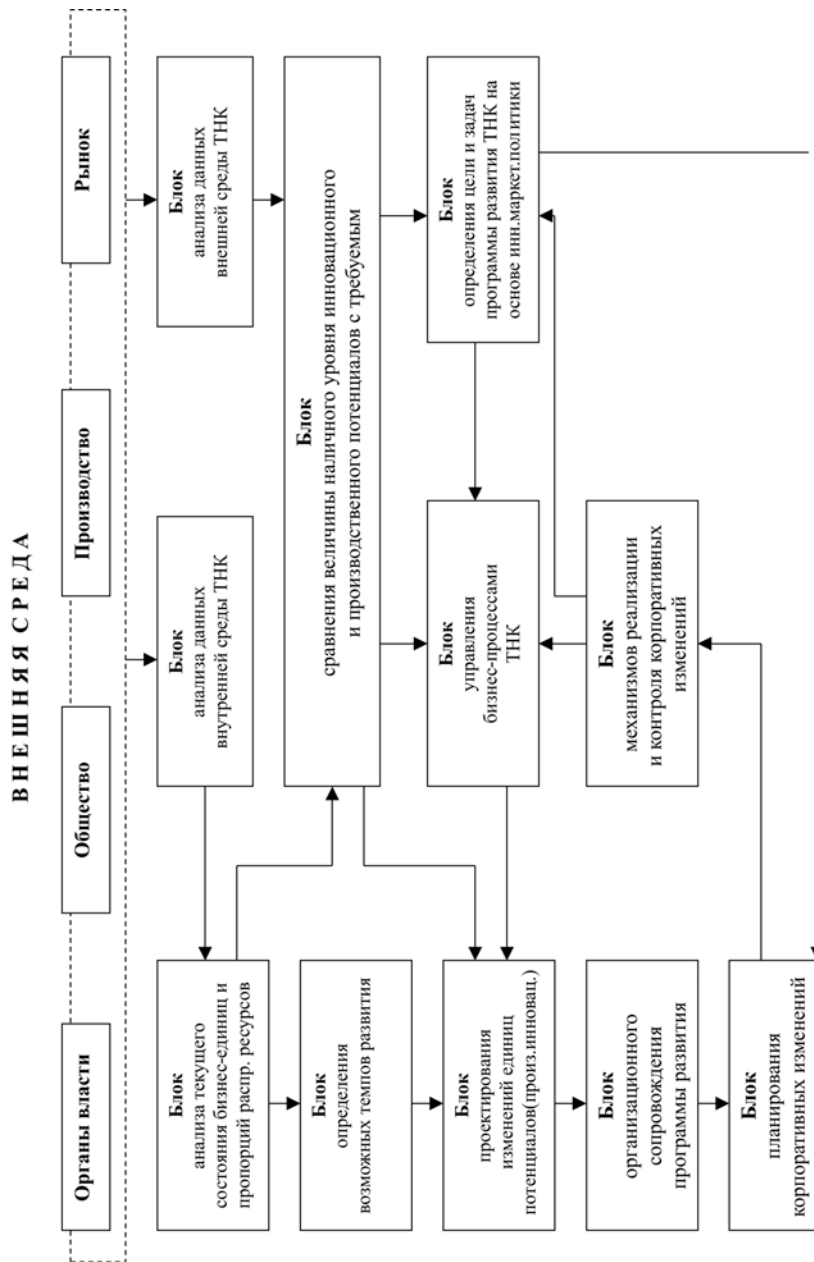 ВНЕШНЯЯ СРЕДА
Органы власти
Общество
Производство
Рынок
Блок
анализа данных
внутренней среды ТНК
Блок
анализа данных
внешней среды ТНК
Блок
анализа текущего
состояния бизнес-единиц и
пропорций распр. ресурсов
Блок
сравнения величины наличного уровня инновационного
и производственного потенциалов с требуемым
Блок
определения
возможных темпов развития
Блок
проектирования
изменений единиц
потенциалов(произ.инновац.)
Блок
управления
бизнес-процессами
ТНК
Блок
определения цели и задач
программы развития ТНК на
основе инн.маркет.политики
Блок
организационного
сопровождения
программы развития
Блок
механизмов реализации
и контроля корпоративных
изменений
Блок
планирования
корпоративных изменений